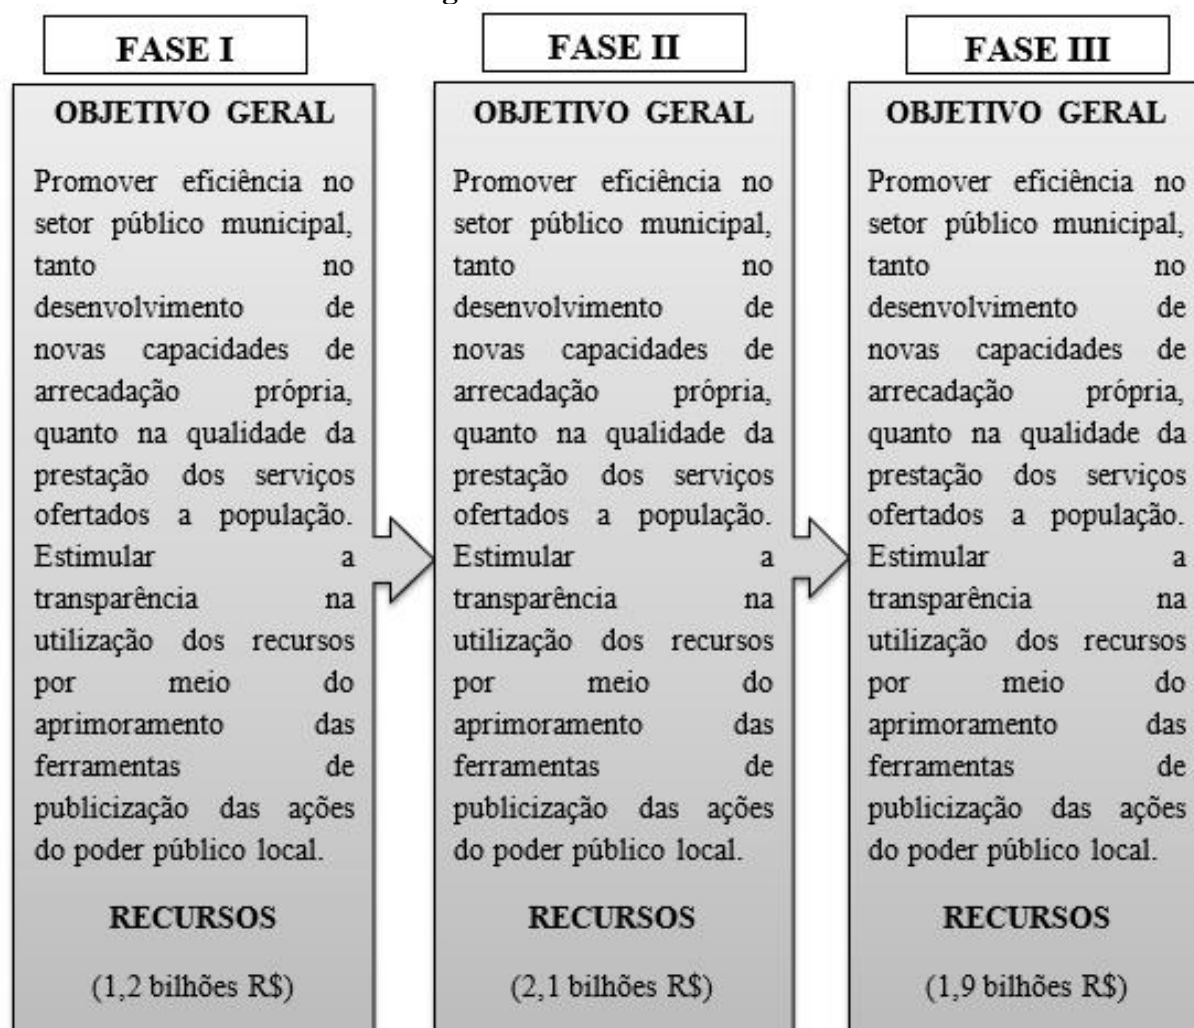 FASE I
OBJETIVO GERAL
Promover eficiência no
setor público municipal,
tanto no
desenvolvimento de
novas capacidades de
arrecadação própria,
quanto na qualidade da
prestação dos serviços
ofertados a população.
Estimular a
transparência na
utilização dos recursos
por meio do
aprimoramento das
ferramentas de
publicização das ações
do poder público local.
RECURSOS
(1,2 bilhões R$)
FASE II
OBJETIVO GERAL
Promover eficiência no
setor público municipal,
tanto no
desenvolvimento de
novas capacidades de
arrecadação própria,
quanto na qualidade da
prestação dos serviços
ofertados a população.
Estimular a
transparência na
utilização dos recursos
por meio do
aprimoramento das
ferramentas de
publicização das ações
do poder público local.
RECURSOS
(2,1 bilhões R$)
FASE III
OBJETIVO GERAL
Promover eficiência no
setor público municipal,
tanto no
desenvolvimento de
novas capacidades de
arrecadação própria,
quanto na qualidade da
prestação dos serviços
ofertados a população.
Estimular a
transparência na
utilização dos recursos
por meio do
aprimoramento das
ferramentas de
publicização das ações
do poder público local.
RECURSOS
(1,9 bilhões R$)